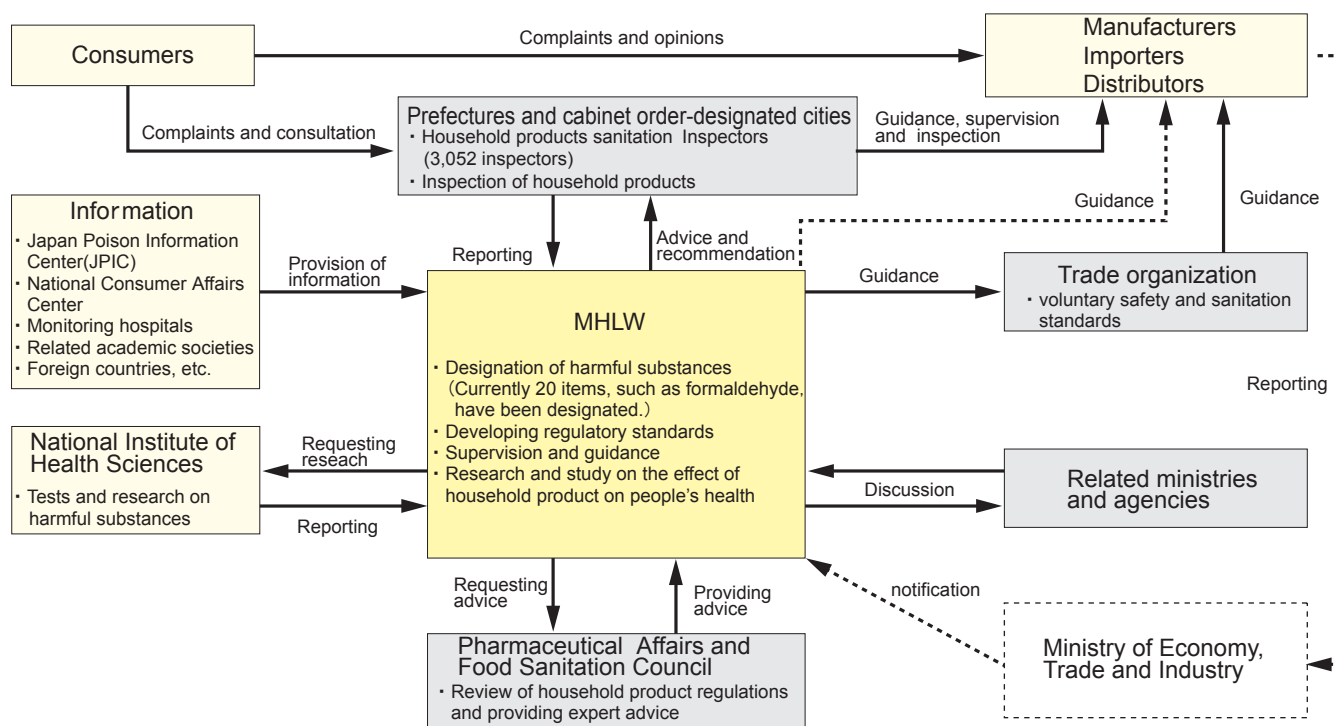 Consumers
Complaints and opinions
Manufacturers
Importers
Distributors
Complaints and consultation
Prefectures and cabinet order-designated cities
・Household products sanitation Inspectors
(3,052 inspectors)
・Inspection of household products
Guidance, supervision
and inspection
Information
・Japan Poison Information
Center(JPIC)
・National Consumer Affairs
Center
・Monitoring hospitals
・Related academic societies
・Foreign countries, etc.
Provision of
information
Reporting
Advice and
recommendation
Guidance
Guidance
Guidance
Trade organization
・voluntary safety and sanitation
standards
MHLW
・Designation of harmful substances
(Currently 20 items, such as formaldehyde,
have been designated.)
・Developing regulatory standards
・Supervision and guidance
・Research and study on the effect of
household product on people's health
Reporting
National Institute of
Health Sciences
・Tests and research on
harmful substances
Requesting
reseach
Reporting
Discussion
Related ministries
and agencies
Requesting
advice
Providing
advice
notification
Pharmaceutical Affairs and
Food Sanitation Council
・Review of household product regulations
and providing expert advice
Ministry of Economy,
Trade and Industry